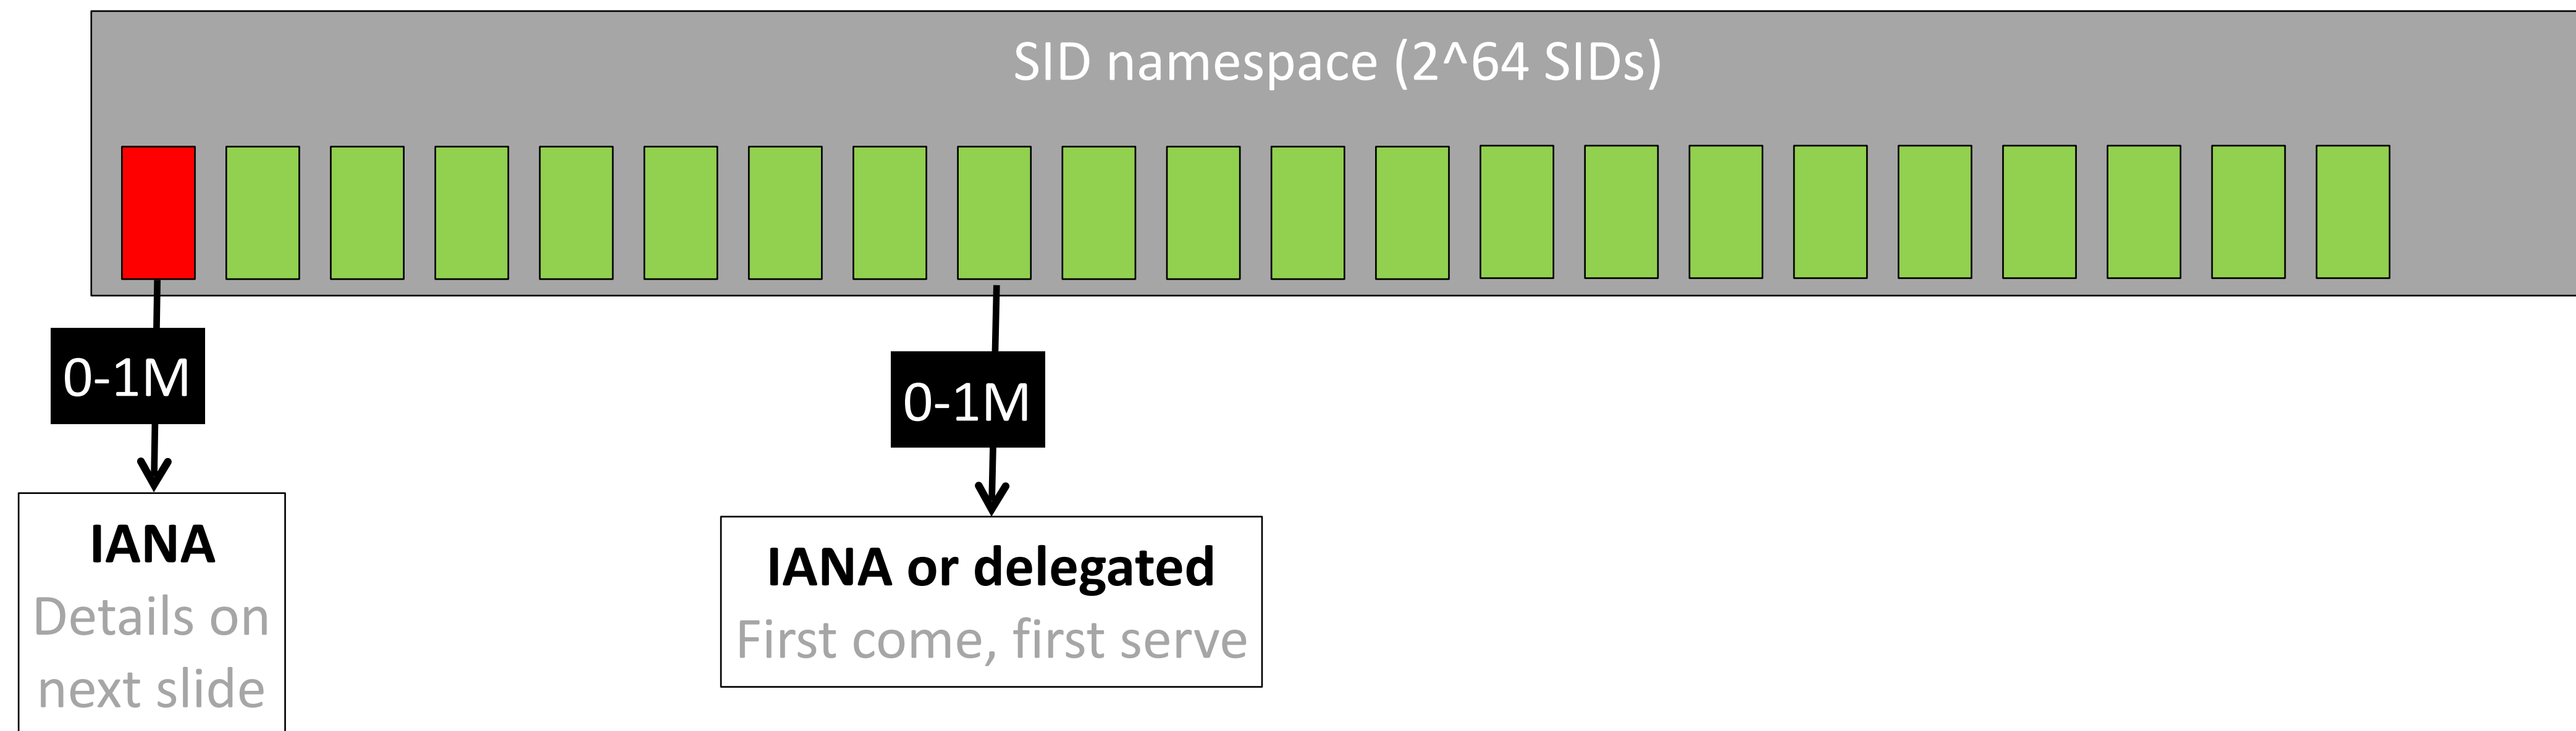 SID namespace (2^64 SIDs)
0-1M
0-1M
IANA
Details on
next slide
IANA or delegated
First come, first serve